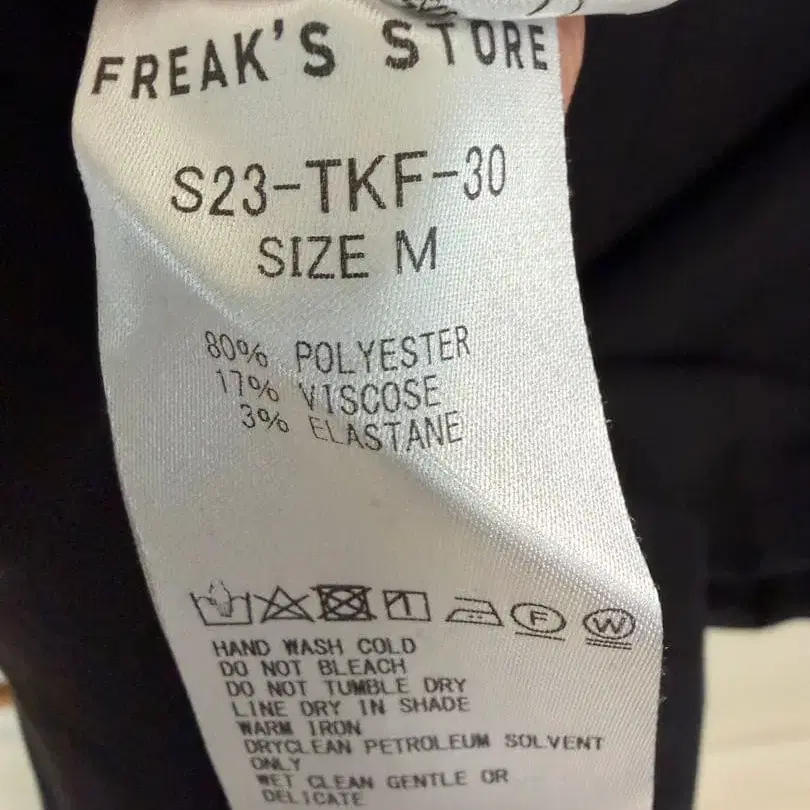 FREAK'S STORE
S23-TKF-30
SIZE M
80% POLYESTER
17% VISCOSE
3% ELASTANE
F W
HAND WASH COLD
DO NOT BLEACH
DO NOT TUMBLE DRY
LINE DRY IN SHADE
WARM IRON
DRYCLEAN PETROLEUM SOLVENT
ONLY
WET CLEAN GENTLE OR
DELICATE